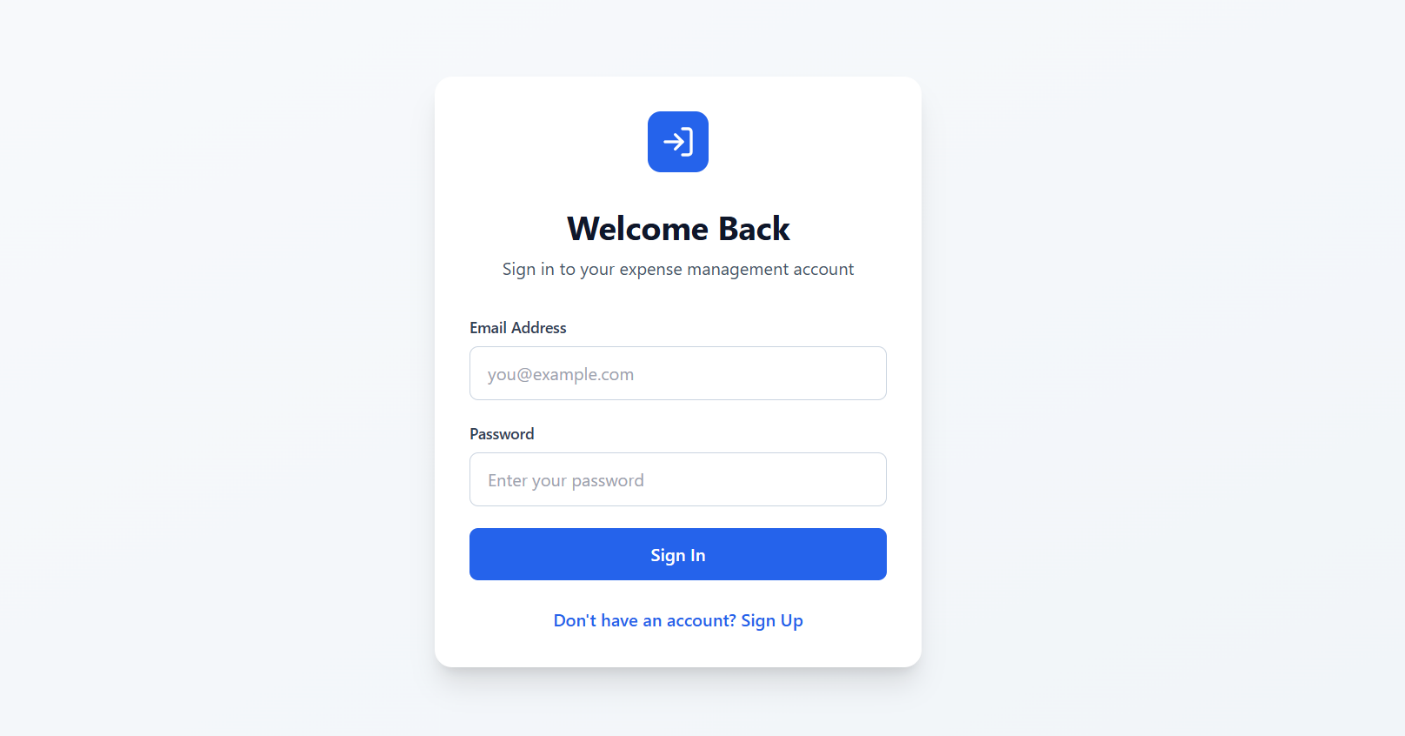 Welcome Back
Sign in to your expense management account
Email Address
you@example.com
Password
Enter your password
Sign In
Don't have an account? Sign Up